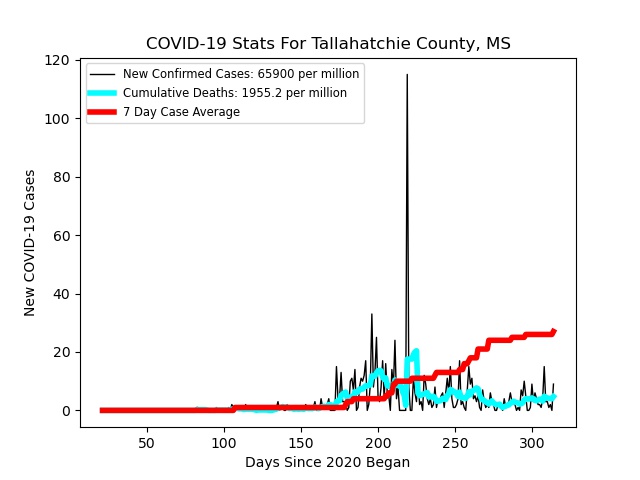 COVID-19 Stats For Tallahatchie County, MS
New Confirmed Cases: 65900 per million
Cumulative Deaths: 1955.2 per million
7 Day Case Average
120
100
80
60
40
20
0
New COVID-19 Cases
50 100 150 200 250 300
Days Since 2020 Began